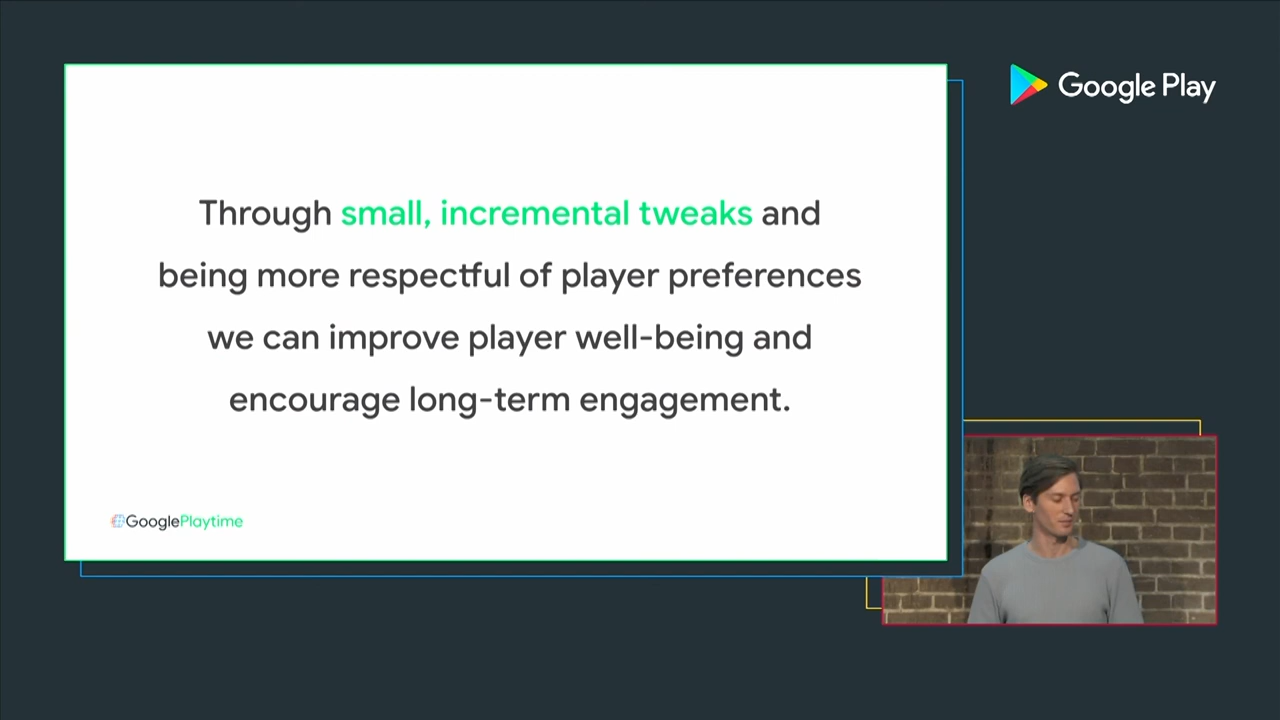 Google Play
Through small, incremental tweaks and
being more respectful of player preferences
we can improve player well-being and
encourage long-term engagement.
#GooglePlaytime